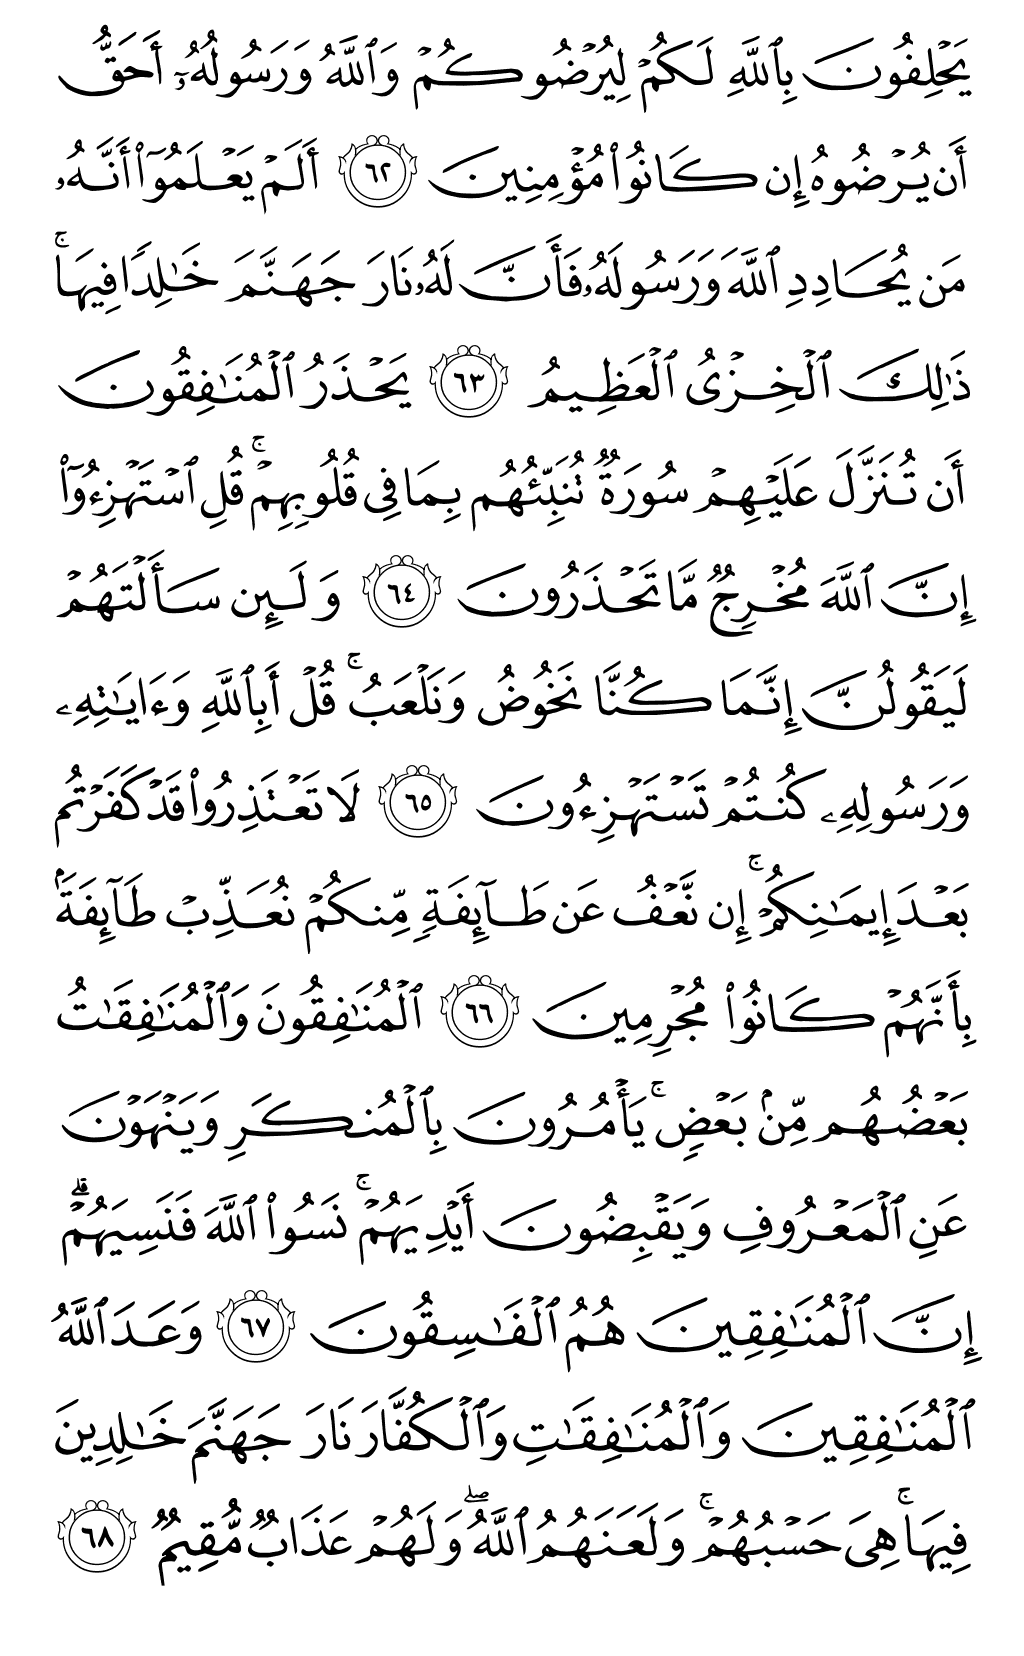 يَحْلِفُونَ بِٱللَّهِ لَكُمْ لِيُرْضُوكُمْ وَٱللَّهُ وَرَسُولُهُۥٓ أَحَقُّ
أَن يُرْضُوهُ إِن كَانُوا۟ مُؤْمِنِينَ ٦٢ أَلَمْ يَعْلَمُوٓا۟ أَنَّهُۥ
مَن يُحَادِدِ ٱللَّهَ وَرَسُولَهُۥ فَأَنَّ لَهُۥ نَارَ جَهَنَّمَ خَـٰلِدًا فِيهَا ۚ
ذَٰلِكَ ٱلْخِزْىُ ٱلْعَظِيمُ ٦٣ يَحْذَرُ ٱلْمُنَـٰفِقُونَ
أَن تُنَزَّلَ عَلَيْهِمْ سُورَةٌ تُنَبِّئُهُم بِمَا فِى قُلُوبِهِمْ ۚ قُلِ ٱسْتَهْزِءُوٓا۟
إِنَّ ٱللَّهَ مُخْرِجٌ مَّا تَحْذَرُونَ ٦٤ وَلَئِن سَأَلْتَهُمْ
لَيَقُولُنَّ إِنَّمَا كُنَّا نَخُوضُ وَنَلْعَبُ ۚ قُلْ أَبِٱللَّهِ وَءَايَـٰتِهِۦ
وَرَسُولِهِۦ كُنتُمْ تَسْتَهْزِءُونَ ٦٥ لَا تَعْتَذِرُوا۟ قَدْ كَفَرْتُم
بَعْدَ إِيمَـٰنِكُمْ ۚ إِن نَّعْفُ عَن طَآئِفَةٍ مِّنكُمْ نُعَذِّبْ طَآئِفَةًۢ
بِأَنَّهُمْ كَانُوا۟ مُجْرِمِينَ ٦٦ ٱلْمُنَـٰفِقُونَ وَٱلْمُنَـٰفِقَـٰتُ
بَعْضُهُم مِّنۢ بَعْضٍ ۚ يَأْمُرُونَ بِٱلْمُنكَرِ وَيَنْهَوْنَ
عَنِ ٱلْمَعْرُوفِ وَيَقْبِضُونَ أَيْدِيَهُمْ ۚ نَسُوا۟ ٱللَّهَ فَنَسِيَهُمْ ۗ
إِنَّ ٱلْمُنَـٰفِقِينَ هُمُ ٱلْفَـٰسِقُونَ ٦٧ وَعَدَ ٱللَّهُ
ٱلْمُنَـٰفِقِينَ وَٱلْمُنَـٰفِقَـٰتِ وَٱلْكُفَّارَ نَارَ جَهَنَّمَ خَـٰلِدِينَ
فِيهَا ۚ هِىَ حَسْبُهُمْ ۚ وَلَعَنَهُمُ ٱللَّهُ ۖ وَلَهُمْ عَذَابٌ مُّقِيمٌ ٦٨